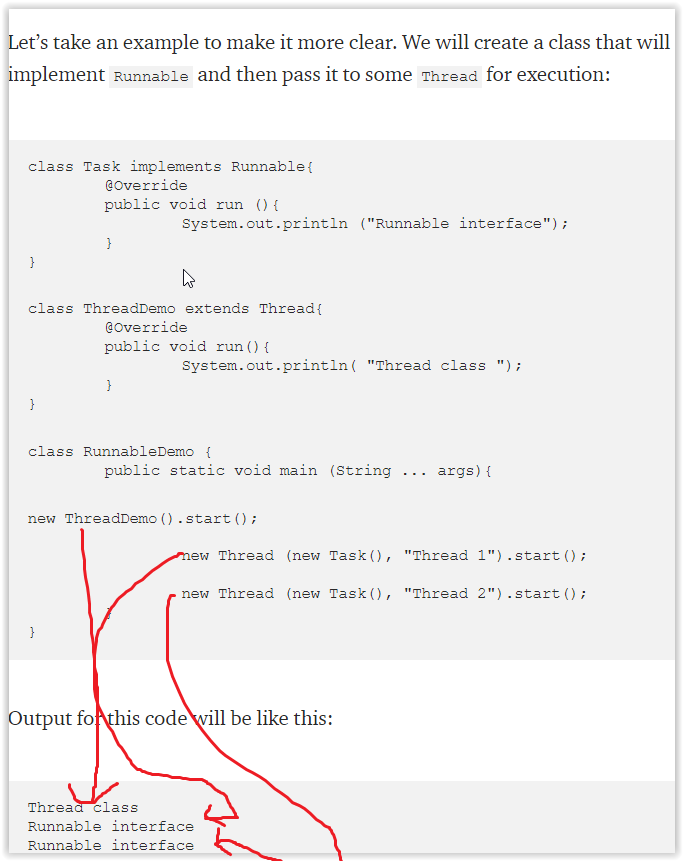 Let’s take an example to make it more clear. We will create a class that will
implement Runnable and then pass it to some Thread for execution:
class Task implements Runnable{
@Override
public void run (){
System.out.println ("Runnable interface");
}
}
class ThreadDemo extends Thread{
@Override
public void run(){
System.out.println( "Thread class ");
}
}
class RunnableDemo {
public static void main (String ... args){
new ThreadDemo().start();
new Thread (new Task(), "Thread 1").start();
new Thread (new Task(), "Thread 2").start();
}
}
Output for this code will be like this:
Thread class
Runnable interface
Runnable interface